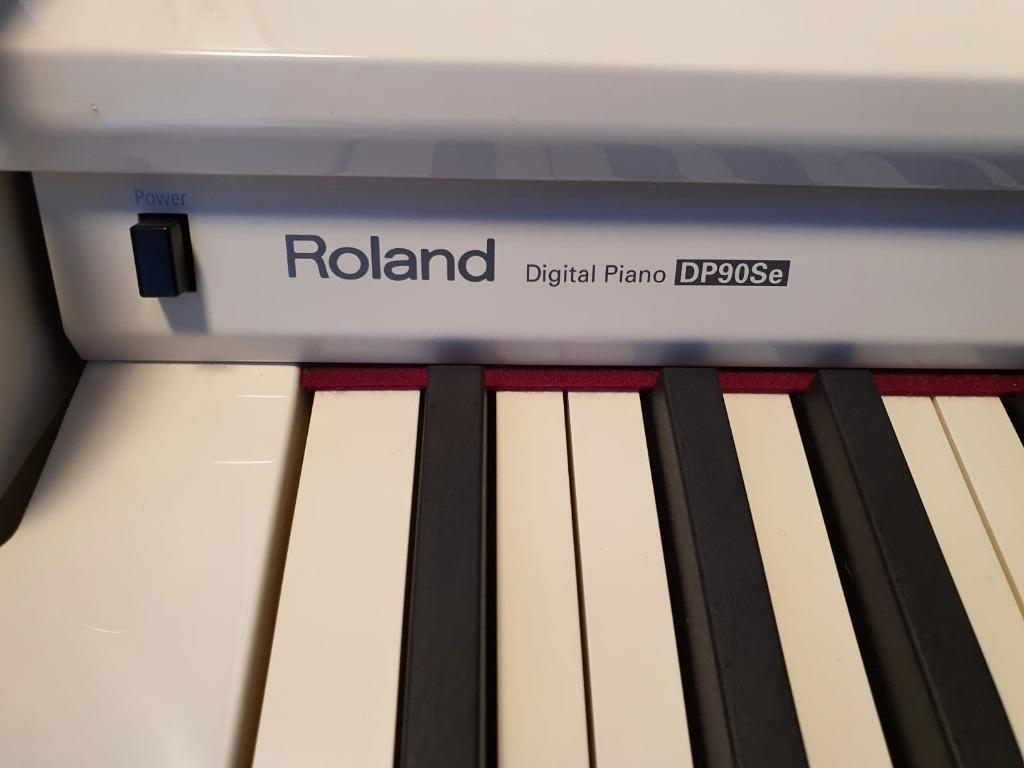 Power
Roland Digital Piano DP90Se